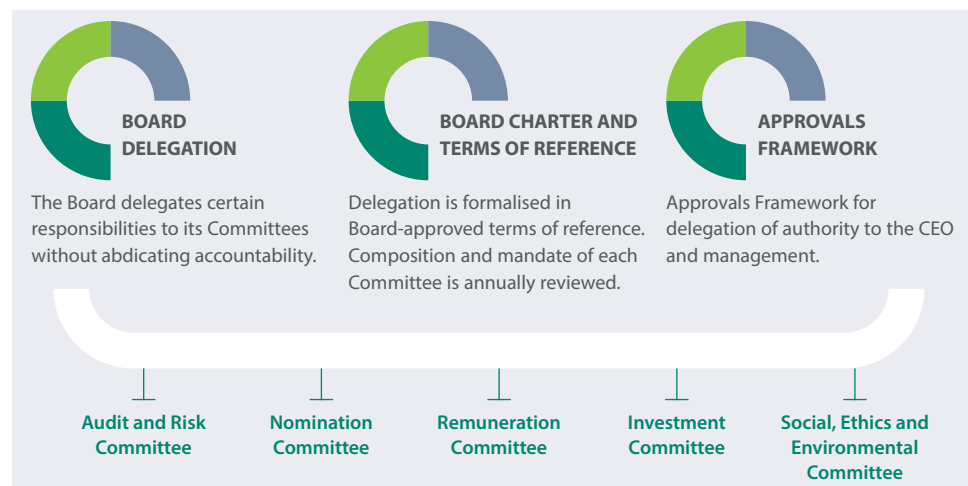 BOARD
DELEGATION
The Board delegates certain
responsibilities to its Committees
without abdicating accountability.
BOARD CHARTER AND
TERMS OF REFERENCE
Delegation is formalised in
Board-approved terms of reference.
Composition and mandate of each
Committee is annually reviewed.
APPROVALS
FRAMEWORK
Approvals Framework for
delegation of authority to the CEO
and management.
Audit and Risk
Committee
Nomination
Committee
Remuneration
Committee
Investment
Committee
Social, Ethics and
Environmental
Committee